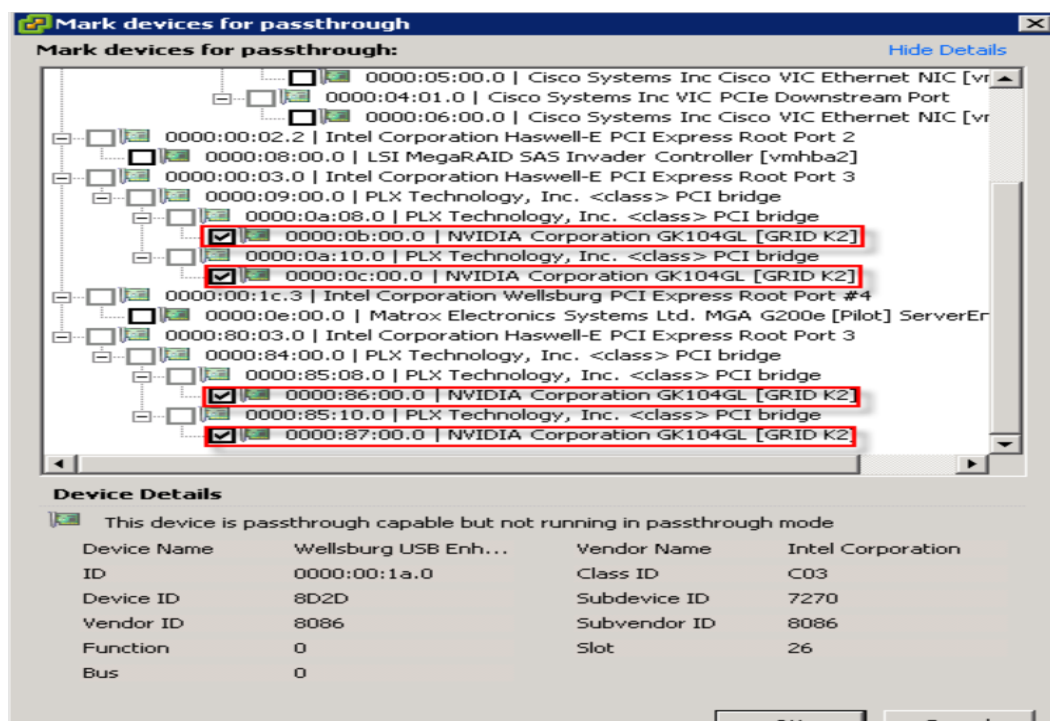 Mark devices for passthrough
Mark devices for passthrough:
Hide Details
0000:05:00.0 | Cisco Systems Inc Cisco VIC Ethernet NIC
0000:04:01.0 | Cisco Systems Inc VIC PCIe Downstream Port
0000:06:00.0 | Cisco Systems Inc Cisco VIC Ethernet NIC
0000:00:02.2 | Intel Corporation Haswell-E PCI Express Root Port 2
0000:08:00.0 | LSI MegaRAID SAS Invader Controller [vmhba2]
0000:00:03.0 | Intel Corporation Haswell-E PCI Express Root Port 3
0000:09:00.0 | PLX Technology, Inc. <class> PCI bridge
0000:0a:08.0 | PLX Technology, Inc. <class> PCI bridge
0000:0b:00.0 | NVIDIA Corporation GK104GL [GRID K2]
0000:0a:10.0 | PLX Technology, Inc. <class> PCI bridge
0000:0c:00.0 | NVIDIA Corporation GK104GL [GRID K2]
0000:00:1c.3 | Intel Corporation Wellsburg PCI Express Root Port #4
0000:0e:00.0 | Matrox Electronics Systems Ltd. MGA G200e [Pilot] ServerEr
0000:80:03.0 | Intel Corporation Haswell-E PCI Express Root Port 3
0000:84:00.0 | PLX Technology, Inc. <class> PCI bridge
0000:85:08.0 | PLX Technology, Inc. <class> PCI bridge
0000:86:00.0 | NVIDIA Corporation GK104GL [GRID K2]
0000:85:10.0 | PLX Technology, Inc. <class> PCI bridge
0000:87:00.0 | NVIDIA Corporation GK104GL [GRID K2]
Device Details
This device is passthrough capable but not running in passthrough mode
Device Name Wellsburg USB Enh... Vendor Name Intel Corporation
ID 0000:00:1a.0 Class ID C03
Device ID 8D2D Subdevice ID 7270
Vendor ID 8086 Subvendor ID 8086
Function 0 Slot 26
Bus 0